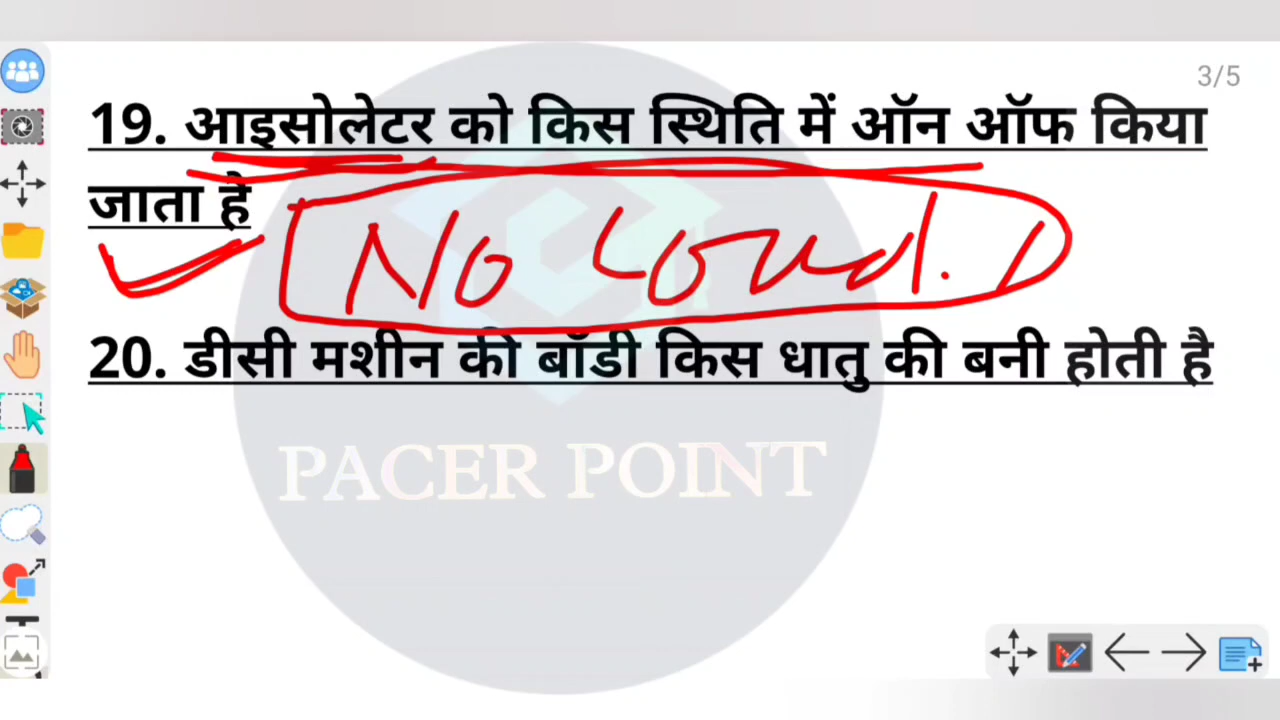 3/5
19. आइसोलेटर को किस स्थिति में ऑन ऑफ किया
जाता है
No Load.
20. डीसी मशीन की बॉडी किस धातु की बनी होती है
PACER POINT